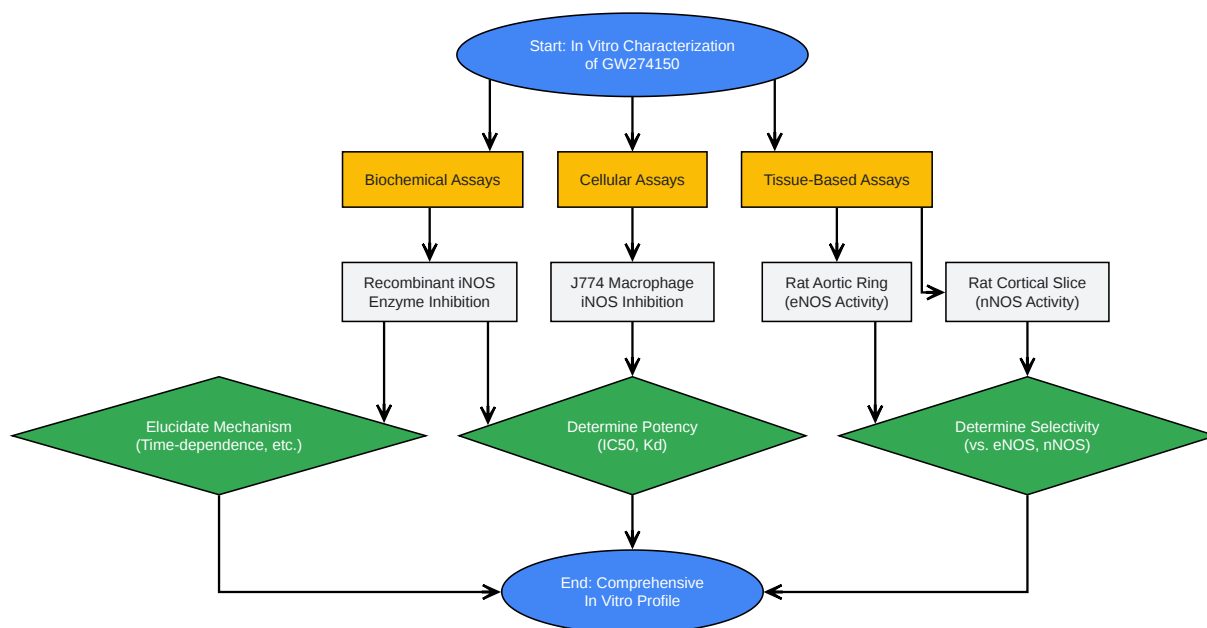 Start: In Vitro Characterization
of GW274150
Biochemical Assays
Cellular Assays
Tissue-Based Assays
Recombinant iNOS
Enzyme Inhibition
J774 Macrophage
iNOS Inhibition
Rat Aortic Ring
(eNOS Activity)
Rat Cortical Slice
(nNOS Activity)
Elucidate Mechanism
(Time-dependence, etc.)
Determine Potency
(IC50, Kd)
Determine Selectivity
(vs. eNOS, nNOS)
End: Comprehensive
In Vitro Profile